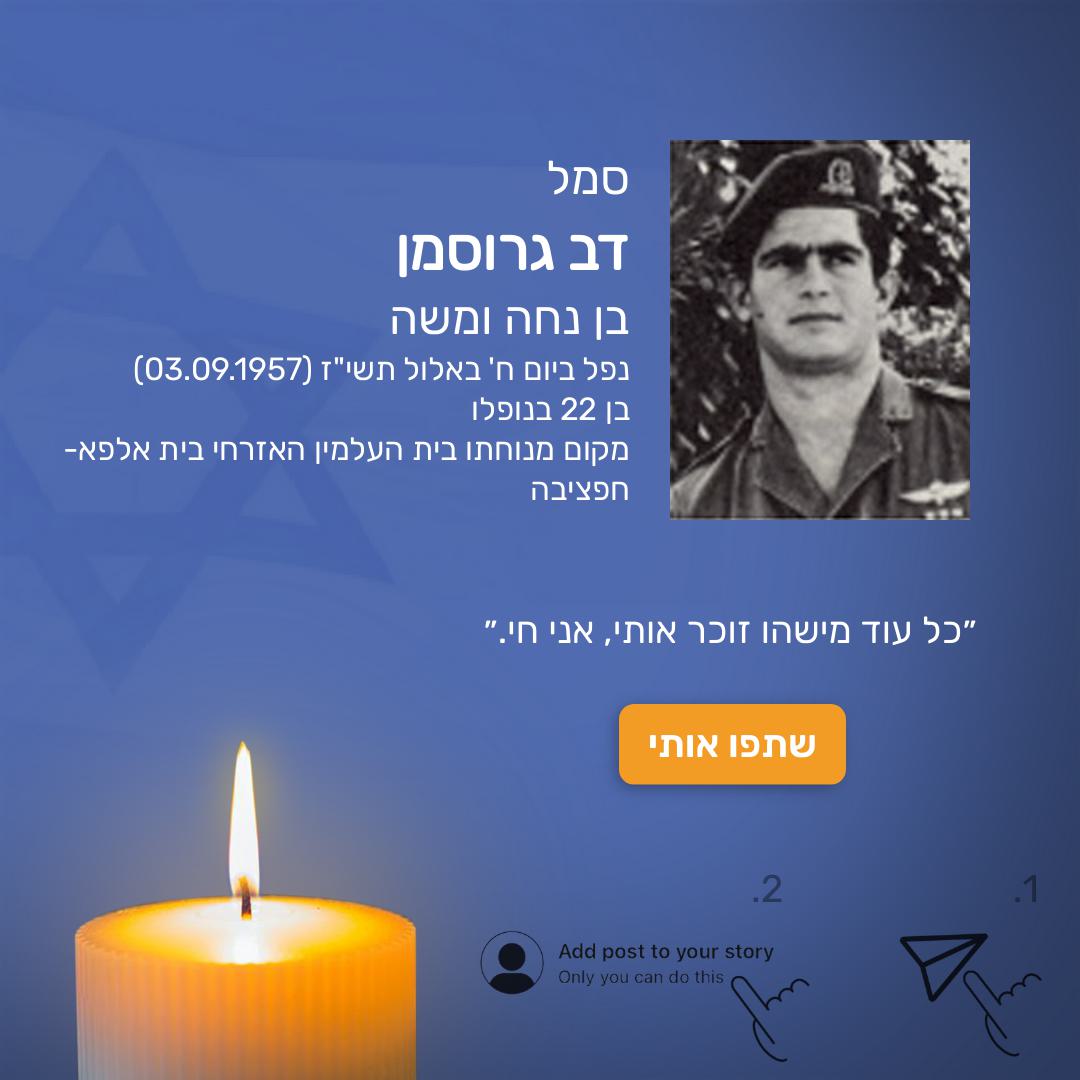 סמל
דב גרוסמן
בן נחה ומשה
נפל ביום ח' באלול תשי"ז (03.09.1957)
בן 22 בנופלו
מקום מנוחתו בית העלמין האזרחי בית אלפא-
חפציבה
״כל עוד מישהו זוכר אותי, אני חי.״
שתפו אותי
1.
2.
Add post to your story
Only you can do this